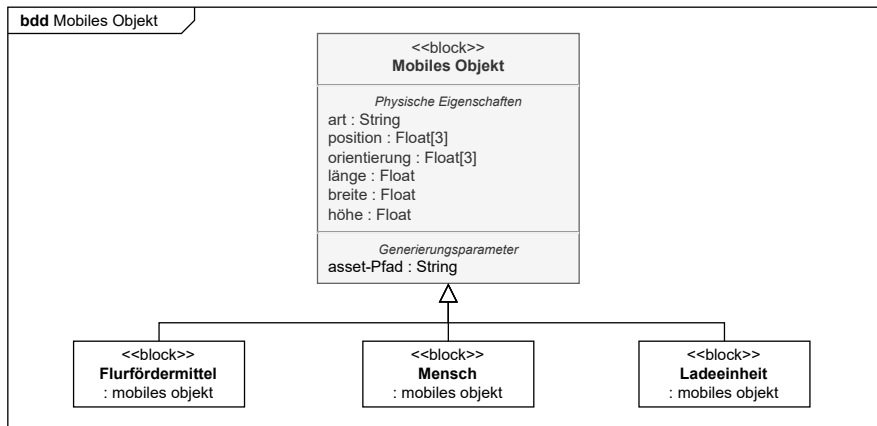 bdd Mobiles Objekt
<<block>>
Mobiles Objekt
Physische Eigenschaften
art : String
position : Float[3]
orientierung : Float[3]
länge : Float
breite : Float
höhe : Float
Generierungsparameter
asset-Pfad : String
<<block>>
Flurfördermittel
: mobiles objekt
<<block>>
Mensch
: mobiles objekt
<<block>>
Ladeeinheit
: mobiles objekt